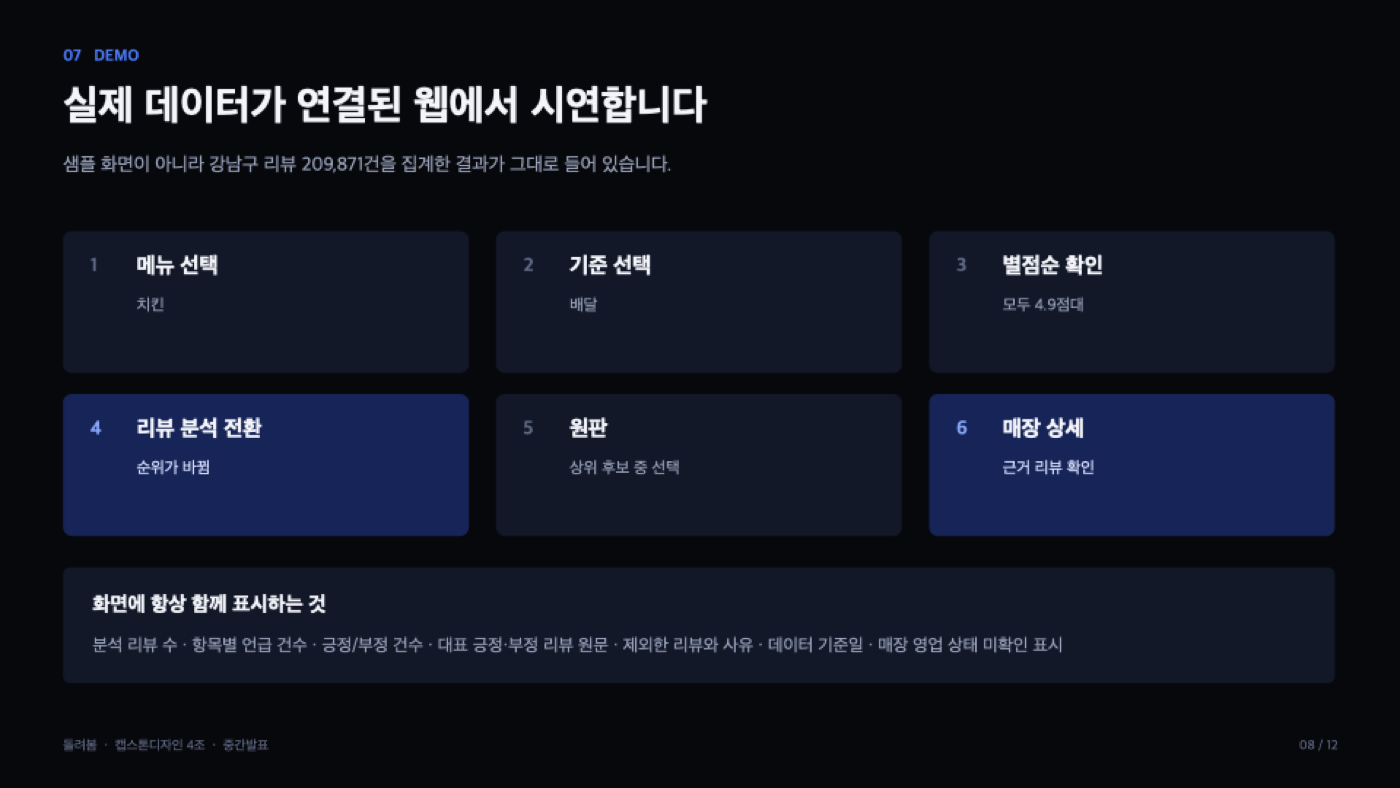 07 DEMO
실제 데이터가 연결된 웹에서 시연합니다
샘플 화면이 아니라 강남구 리뷰 209,871건을 집계한 결과가 그대로 들어 있습니다.
1 메뉴 선택
치킨
2 기준 선택
배달
3 별점순 확인
모두 4.9점대
4 리뷰 분석 전환
순위가 바뀜
5 원판
상위 후보 중 선택
6 매장 상세
근거 리뷰 확인
화면에 항상 함께 표시하는 것
분석 리뷰 수 · 항목별 언급 건수 · 긍정/부정 건수 · 대표 긍정·부정 리뷰 원문 · 제외한 리뷰와 사유 · 데이터 기준일 · 매장 영업 상태 미확인 표시
돌려봄 · 캡스톤디자인 4조 · 중간발표
08 / 12